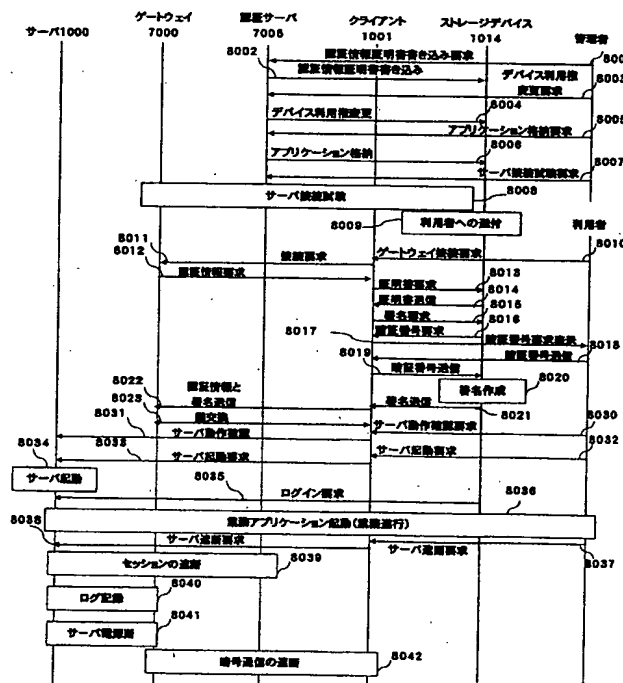 ゲートウェイ
認証サーバ
クライアント
ストレージデバイス
サーバ1000
7000
7006
1001
1014
管理者
認証情報証明書書き込み要求
8002
認証情報証明書書き込み
デバイス利用権
変更要求
8003
デバイス利用権変更
8004
アプリケーション格納要求
8005
アプリケーション格納
8006
サーバ接続試験要求
8007
サーバ接続試験
8008
8009
利用者への送付
利用者
8011
接続要求
ゲートウェイ接続要求
8010
6012
認証情報要求
8013
証明書要求
8014
証明書送信
8015
署名要求
8016
暗証番号要求
8017
暗証番号要求転送
8018
暗証番号送信
8019
暗証番号送信
署名作成
8020
8022
認証情報と
署名送信
署名送信
8021
8023
鍵交換
8031
サーバ動作確認
サーバ動作確認要求
8030
8034
8033
サーバ起動要求
サーバ起動要求
8032
サーバ起動
8035
ログイン要求
8036
業務アプリケーション起動(業務進行)
8038
サーバ遮断要求
サーバ遮断要求
8037
セッションの遮断
8039
ログ記録
8040
サーバ電源断
8041
暗号通信の遮断
8042